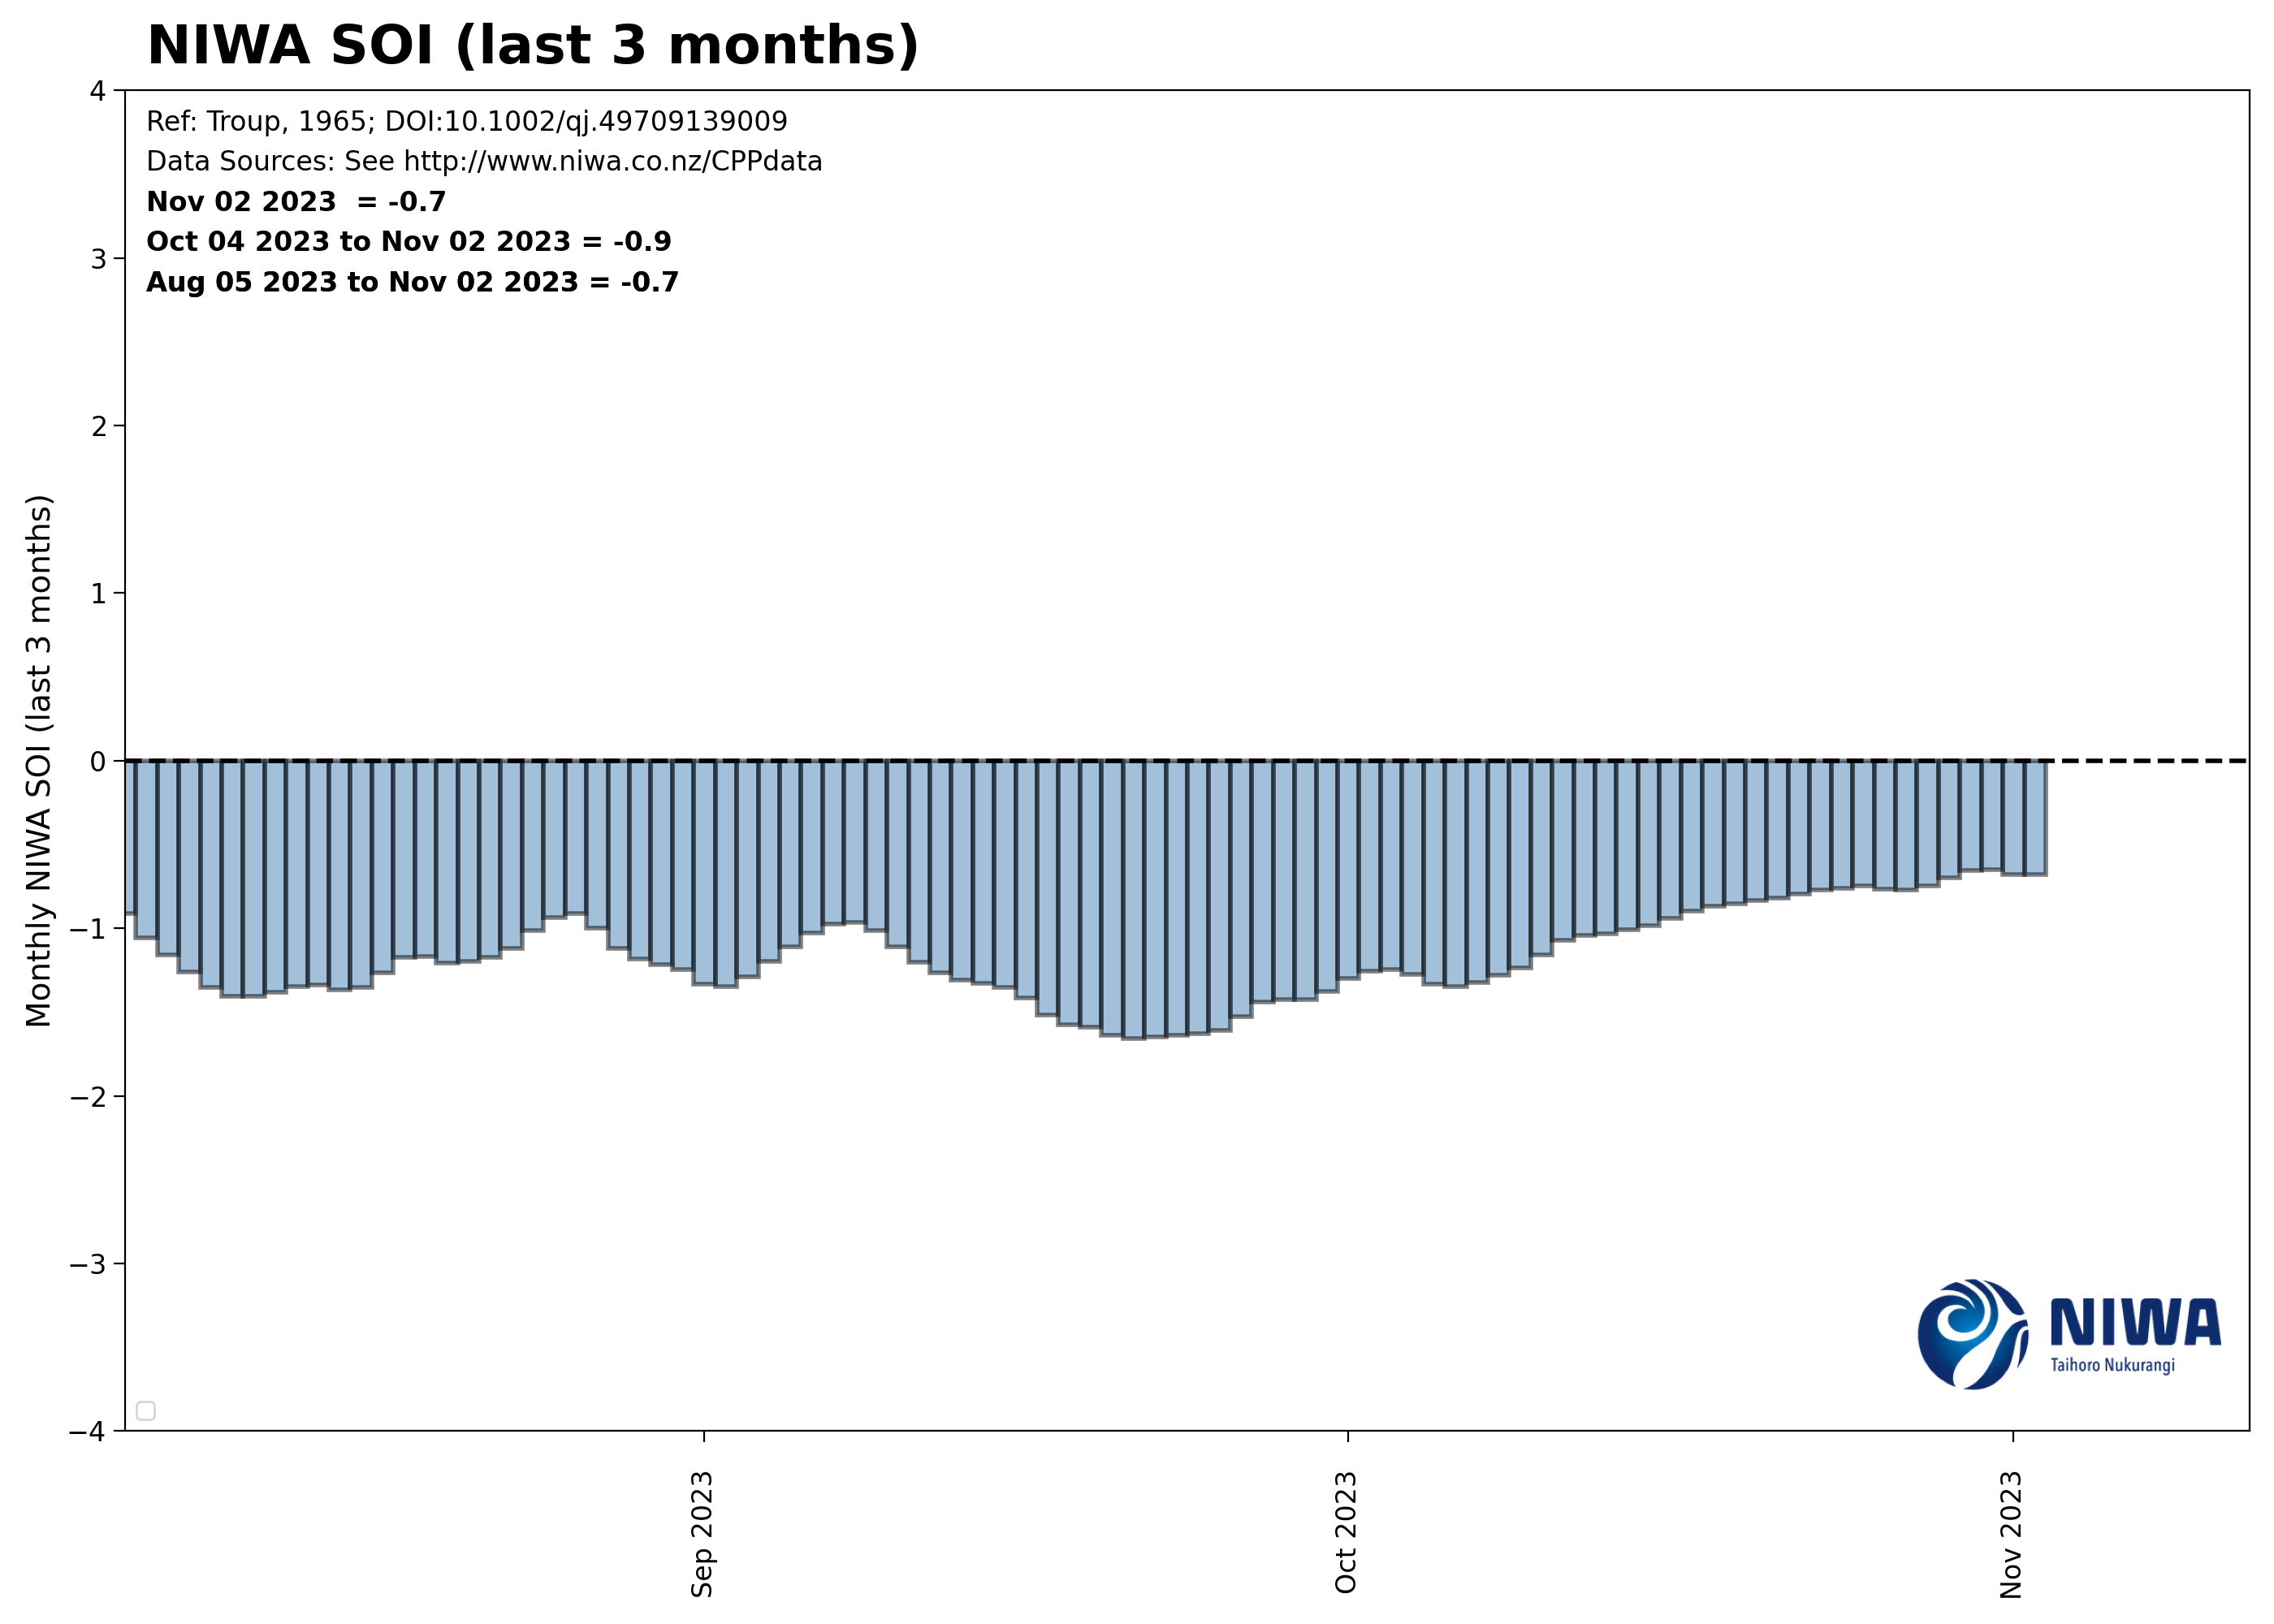 NIWA SOI (last 3 months)
Ref: Troup, 1965; DOI:10.1002/qj.49709139009
Data Sources: See http://www.niwa.co.nz/CPPdata
Nov 02 2023  = -0.7
Oct 04 2023 to Nov 02 2023 = -0.9
Aug 05 2023 to Nov 02 2023 = -0.7
Monthly NIWA SOI (last 3 months)
4
3
2
1
0
−1
−2
−3
−4
Sep 2023
Oct 2023
Nov 2023
NIWA
Taihoro Nukurangi